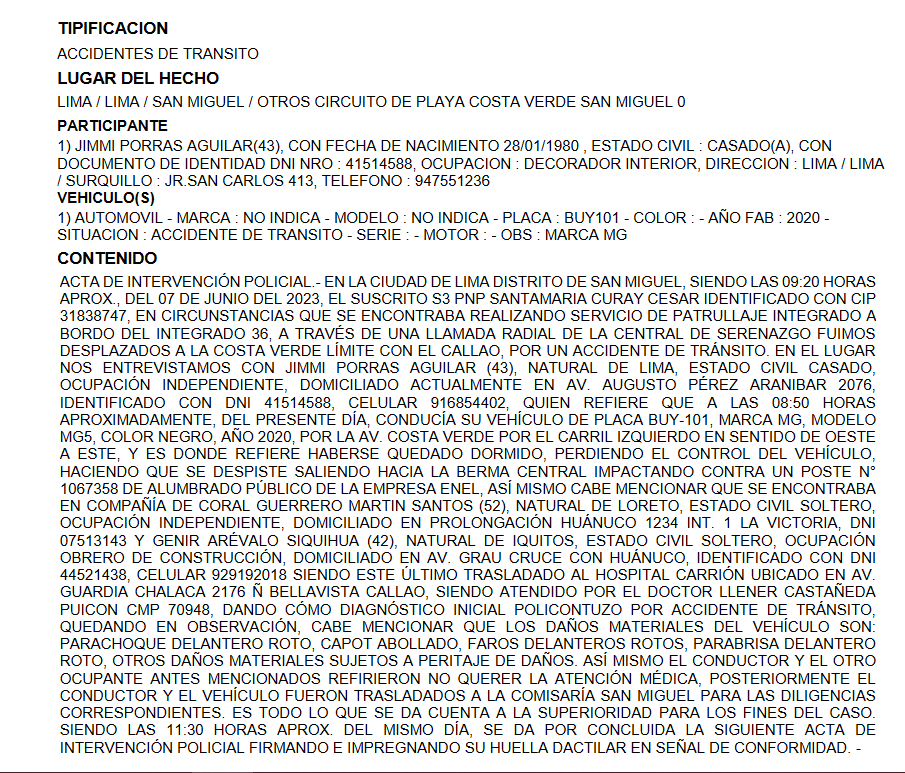 TIPIFICACION
ACCIDENTES DE TRANSITO
LUGAR DEL HECHO
LIMA / LIMA / SAN MIGUEL / OTROS CIRCUITO DE PLAYA COSTA VERDE SAN MIGUEL 0
PARTICIPANTE
1) JIMMI PORRAS AGUILAR(43), CON FECHA DE NACIMIENTO 28/01/1980 , ESTADO CIVIL : CASADO(A), CON
DOCUMENTO DE IDENTIDAD DNI NRO : 41514588, OCUPACION : DECORADOR INTERIOR, DIRECCION : LIMA / LIMA
/ SURQUILLO : JR.SAN CARLOS 413, TELEFONO : 947551236
VEHICULO(S)
1) AUTOMOVIL - MARCA : NO INDICA - MODELO : NO INDICA - PLACA : BUY101 - COLOR : - AÑO FAB : 2020 -
SITUACION : ACCIDENTE DE TRANSITO - SERIE : - MOTOR : - OBS : MARCA MG
CONTENIDO
ACTA DE INTERVENCIÓN POLICIAL.- EN LA CIUDAD DE LIMA DISTRITO DE SAN MIGUEL, SIENDO LAS 09:20 HORAS
APROX., DEL 07 DE JUNIO DEL 2023, EL SUSCRITO S3 PNP SANTAMARIA CURAY CESAR IDENTIFICADO CON CIP
31838747, EN CIRCUNSTANCIAS QUE SE ENCONTRABA REALIZANDO SERVICIO DE PATRULLAJE INTEGRADO A
BORDO DEL INTEGRADO 36, A TRAVÉS DE UNA LLAMADA RADIAL DE LA CENTRAL DE SERENAZGO FUIMOS
DESPLAZADOS A LA COSTA VERDE LÍMITE CON EL CALLAO, POR UN ACCIDENTE DE TRÁNSITO. EN EL LUGAR
NOS ENTREVISTAMOS CON JIMMI PORRAS AGUILAR (43), NATURAL DE LIMA, ESTADO CIVIL CASADO,
OCUPACIÓN INDEPENDIENTE, DOMICILIADO ACTUALMENTE EN AV. AUGUSTO PÉREZ ARANIBAR 2076,
IDENTIFICADO CON DNI 41514588, CELULAR 916854402, QUIEN REFIERE QUE A LAS 08:50 HORAS
APROXIMADAMENTE, DEL PRESENTE DÍA, CONDUCÍA SU VEHÍCULO DE PLACA BUY-101, MARCA MG, MODELO
MG5, COLOR NEGRO, AÑO 2020, POR LA AV. COSTA VERDE POR EL CARRIL IZQUIERDO EN SENTIDO DE OESTE
A ESTE, Y ES DONDE REFIERE HABERSE QUEDADO DORMIDO, PERDIENDO EL CONTROL DEL VEHÍCULO,
HACIENDO QUE SE DESPISTE SALIENDO HACIA LA BERMA CENTRAL IMPACTANDO CONTRA UN POSTE N°
1067358 DE ALUMBRADO PÚBLICO DE LA EMPRESA ENEL, ASÍ MISMO CABE MENCIONAR QUE SE ENCONTRABA
EN COMPAÑÍA DE CORAL GUERRERO MARTIN SANTOS (52), NATURAL DE LORETO, ESTADO CIVIL SOLTERO,
OCUPACIÓN INDEPENDIENTE, DOMICILIADO EN PROLONGACIÓN HUÁNUCO 1234 INT. 1 LA VICTORIA, DNI
07513143 Y GENIR ARÉVALO SIQUIHUA (42), NATURAL DE IQUITOS, ESTADO CIVIL SOLTERO, OCUPACIÓN
OBRERO DE CONSTRUCCIÓN, DOMICILIADO EN AV. GRAU CRUCE CON HUÁNUCO, IDENTIFICADO CON DNI
44521438, CELULAR 929192018 SIENDO ESTE ÚLTIMO TRASLADADO AL HOSPITAL CARRIÓN UBICADO EN AV.
GUARDIA CHALACA 2176 Ñ BELLAVISTA CALLAO, SIENDO ATENDIDO POR EL DOCTOR LLENER CASTAÑEDA
PUICON CMP 70948, DANDO CÓMO DIAGNÓSTICO INICIAL POLICONTUZO POR ACCIDENTE DE TRÁNSITO,
QUEDANDO EN OBSERVACIÓN, CABE MENCIONAR QUE LOS DAÑOS MATERIALES DEL VEHÍCULO SON:
PARACHOQUE DELANTERO ROTO, CAPOT ABOLLADO, FAROS DELANTEROS ROTOS, PARABRISA DELANTERO
ROTO, OTROS DAÑOS MATERIALES SUJETOS A PERITAJE DE DAÑOS. ASÍ MISMO EL CONDUCTOR Y EL OTRO
OCUPANTE ANTES MENCIONADOS REFIRIERON NO QUERER LA ATENCIÓN MÉDICA, POSTERIORMENTE EL
CONDUCTOR Y EL VEHÍCULO FUERON TRASLADADOS A LA COMISARÍA SAN MIGUEL PARA LAS DILIGENCIAS
CORRESPONDIENTES. ES TODO LO QUE SE DA CUENTA A LA SUPERIORIDAD PARA LOS FINES DEL CASO.
SIENDO LAS 11:30 HORAS APROX. DEL MISMO DÍA, SE DA POR CONCLUIDA LA SIGUIENTE ACTA DE
INTERVENCIÓN POLICIAL FIRMANDO E IMPREGNANDO SU HUELLA DACTILAR EN SEÑAL DE CONFORMIDAD. -